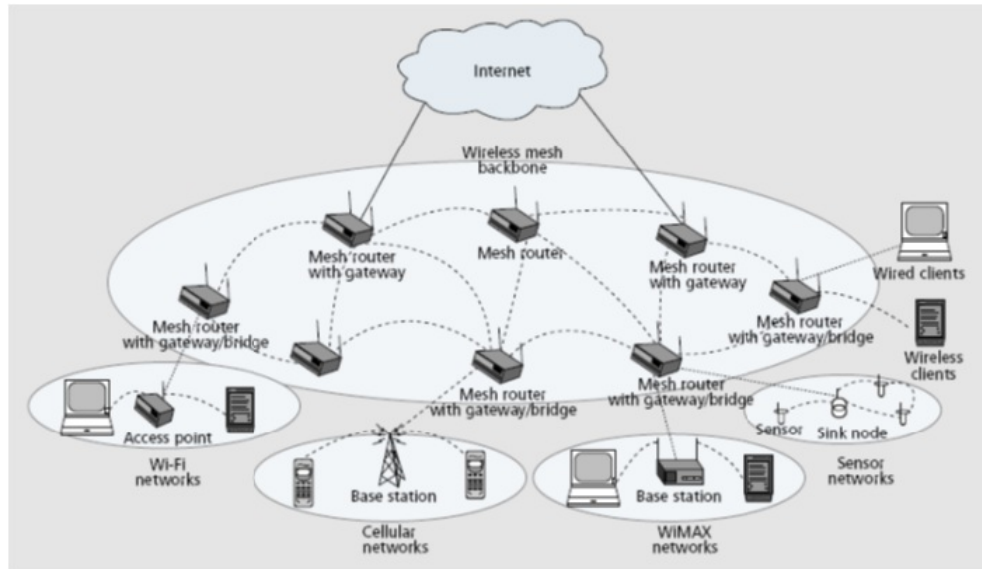 Internet
Wireless mesh
backbone
Mesh router
with gateway
Mesh router
Mesh router
with gateway
Wired clients
Mesh router
with gateway/bridge
Mesh router
with gateway/bridge
Wireless
clients
Mesh router
with gateway/bridge
Mesh router
with gateway/bridge
Access point
Wi-Fi
networks
Sensor
Sink node
Sensor
networks
Base station
Cellular
networks
Base station
WiMAX
networks